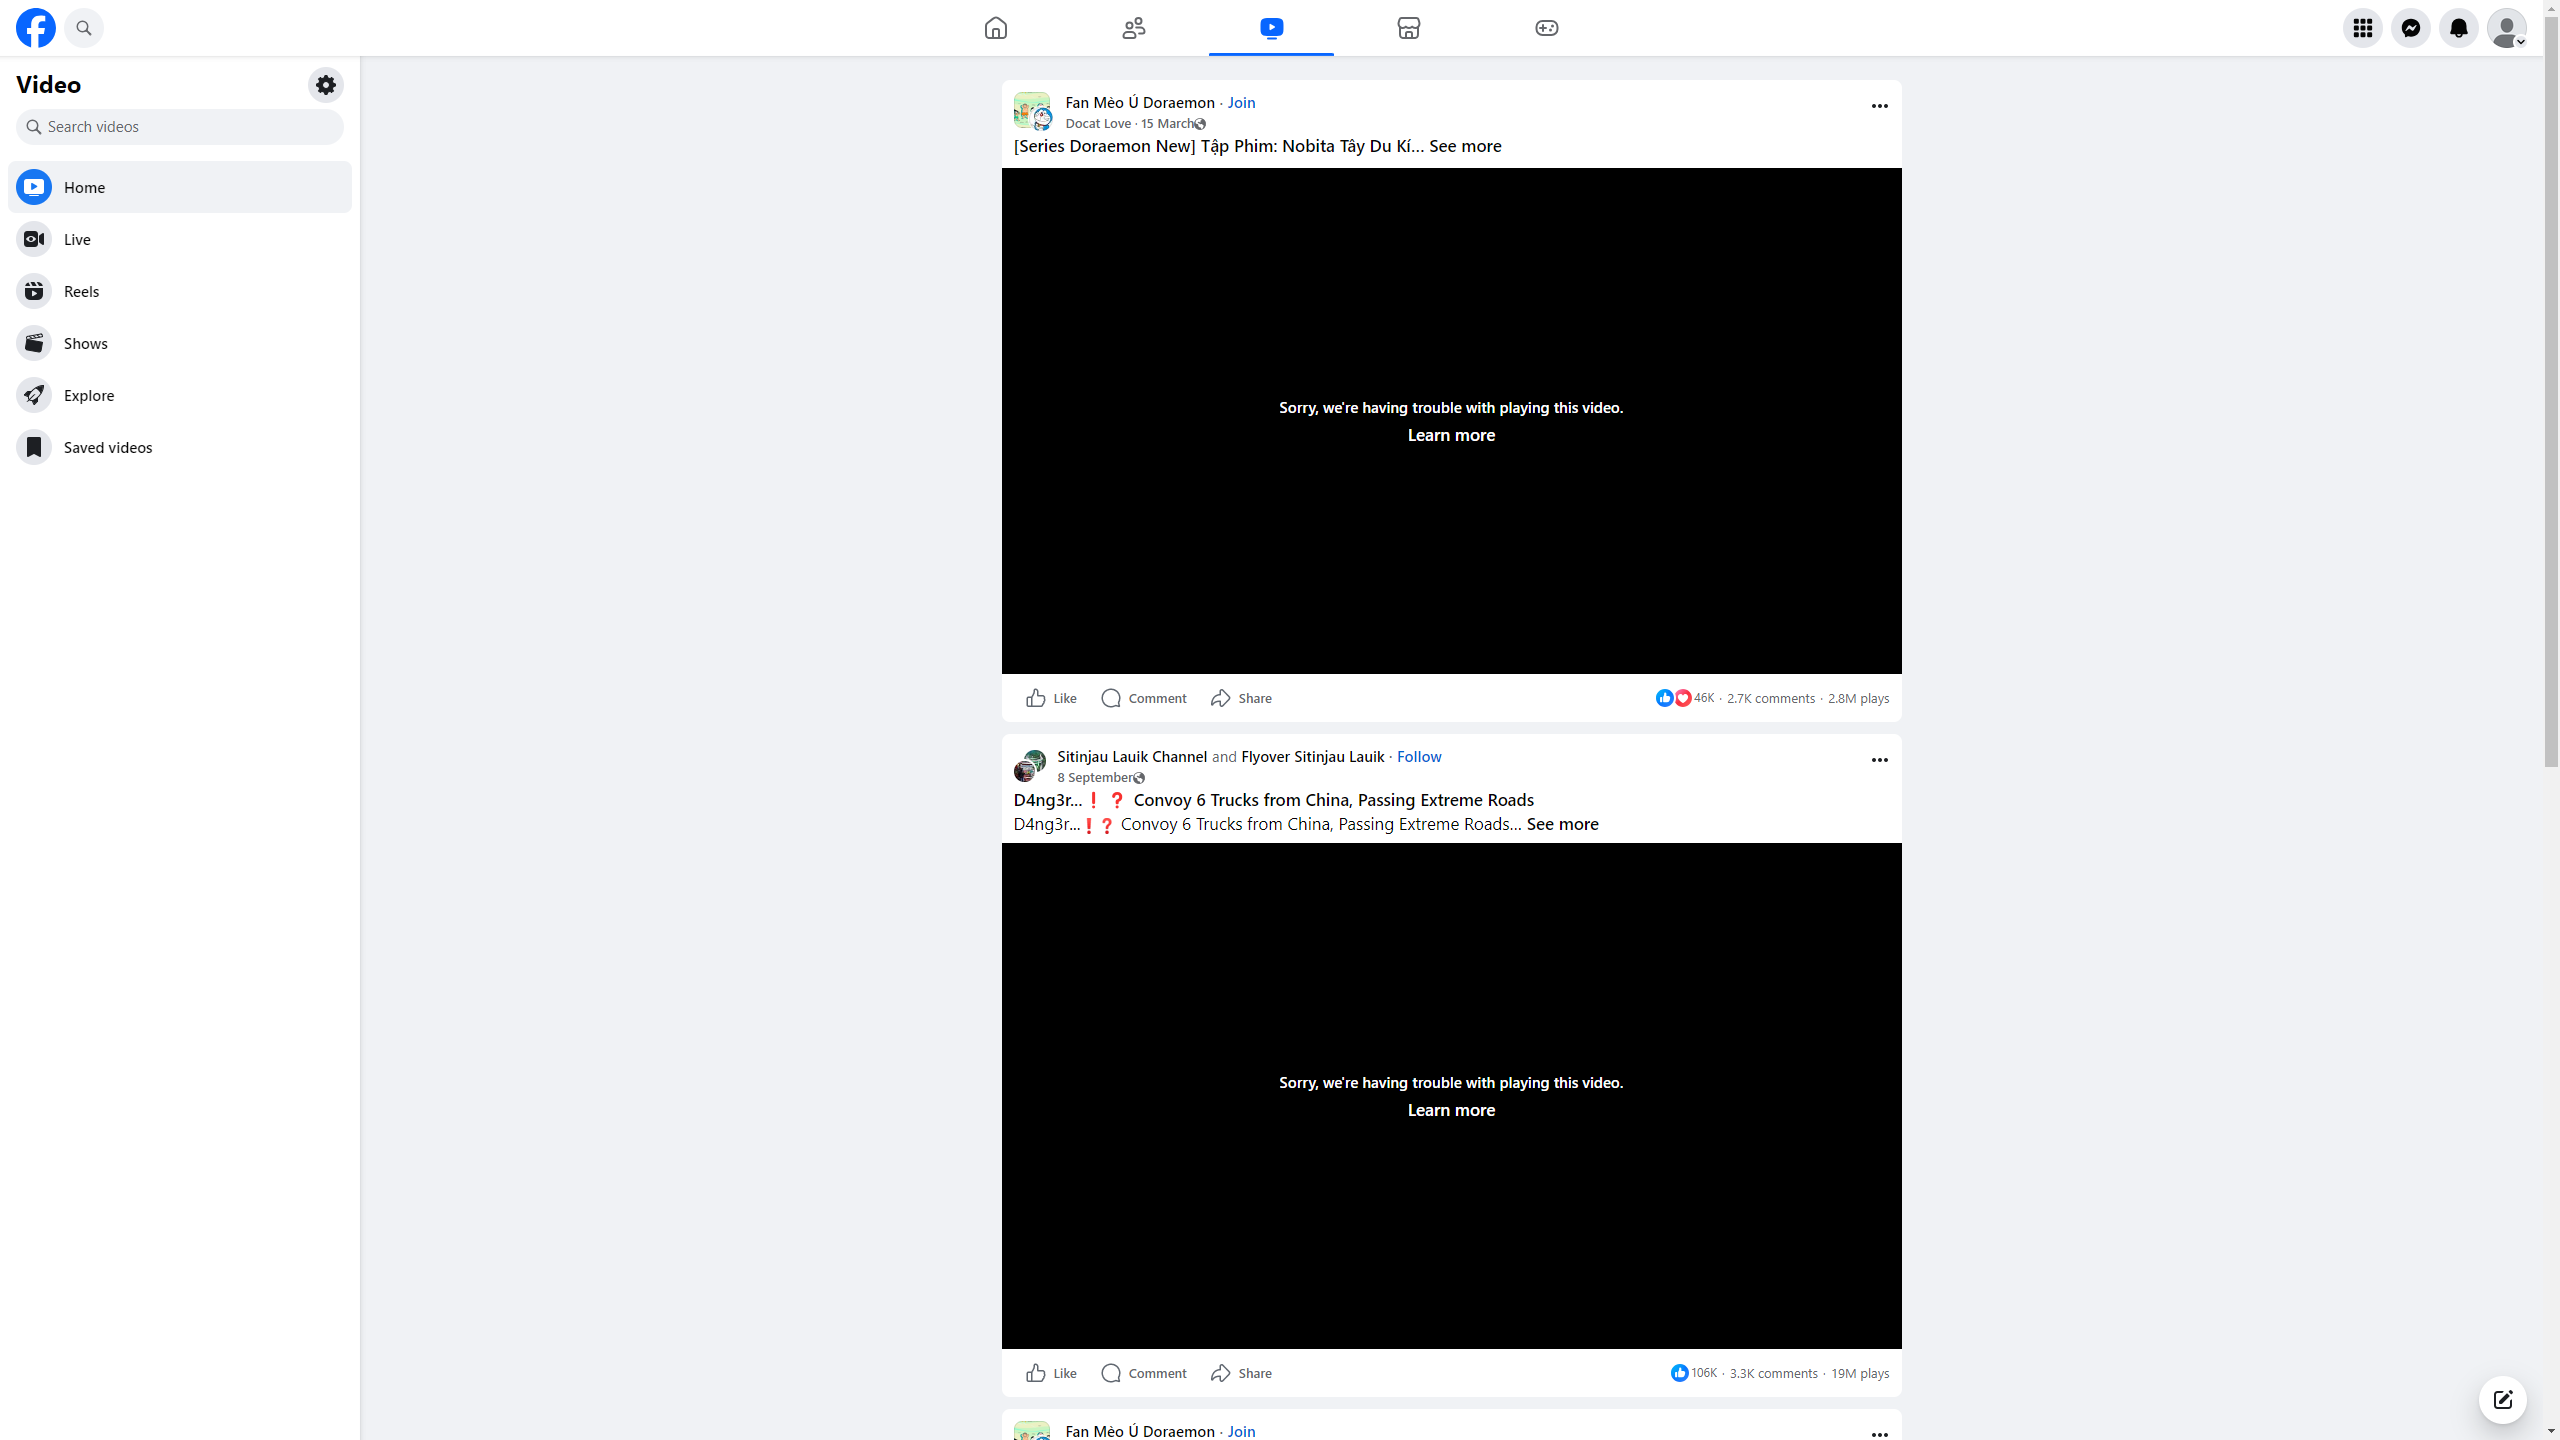 Video
Search videos
Home
Live
Reels
Shows
Explore
Saved videos
Fan Mèo Ú Doraemon · Join
Docat Love · 15 March
[Series Doraemon New] Tập Phim: Nobita Tây Du Kí... See more
Sorry, we're having trouble with playing this video.
Learn more
Like Comment Share 46K · 2.7K comments · 2.8M plays
Sitinjau Lauik Channel and Flyover Sitinjau Lauik · Follow
8 September
D4ng3r...❗❓ Convoy 6 Trucks from China, Passing Extreme Roads
D4ng3r...❗❓ Convoy 6 Trucks from China, Passing Extreme Roads... See more
Sorry, we're having trouble with playing this video.
Learn more
Like Comment Share 106K · 3.3K comments · 19M plays
Fan Mèo Ú Doraemon · Join